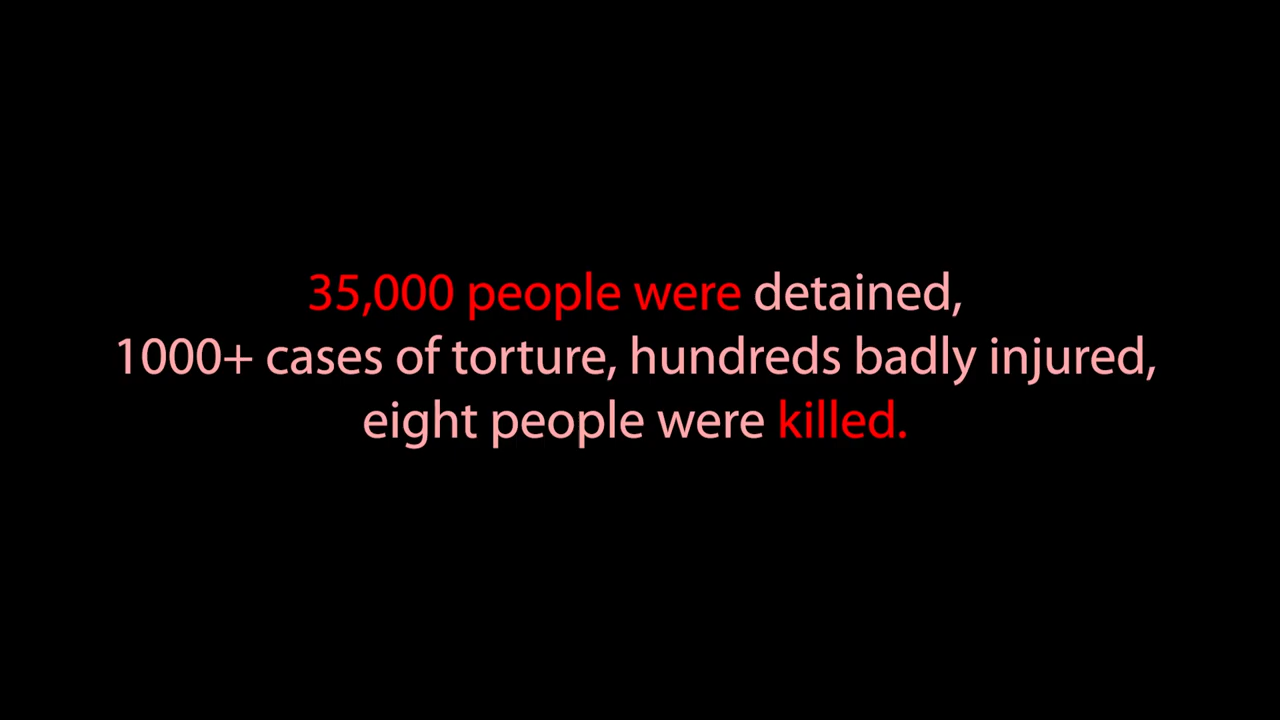 35,000 people were detained,
1000+ cases of torture, hundreds badly injured,
eight people were killed.